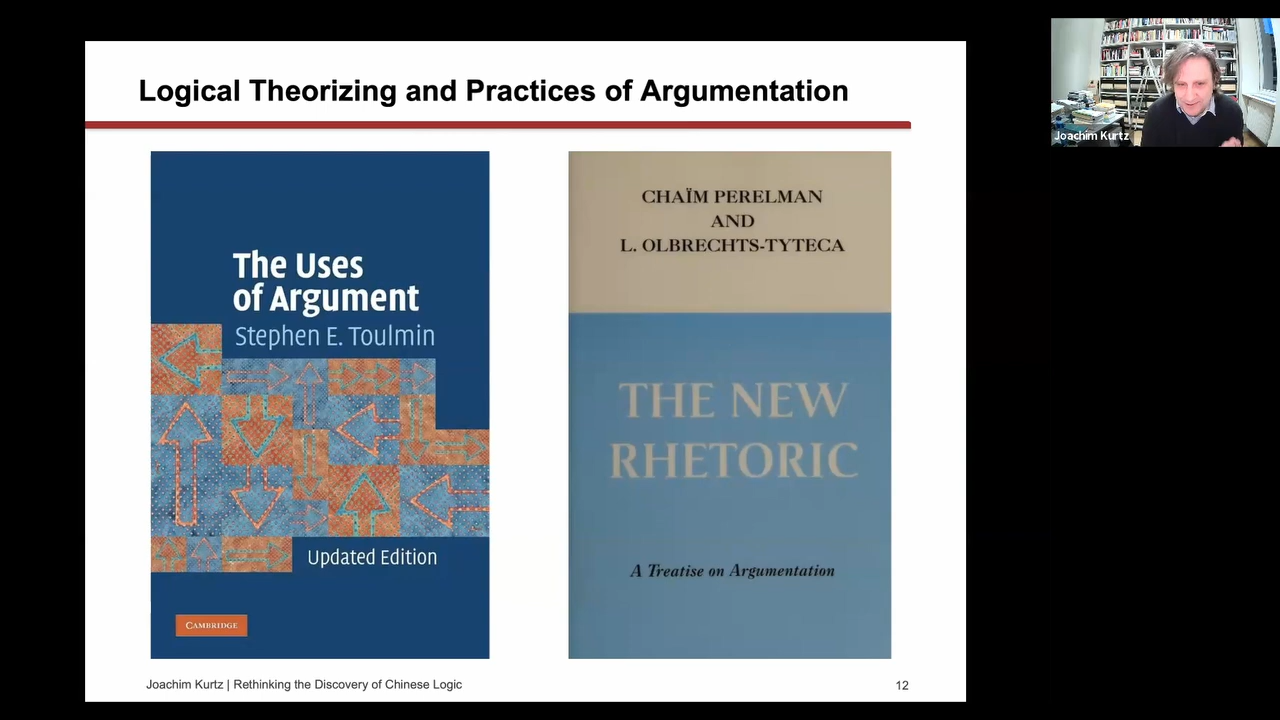 Logical Theorizing and Practices of Argumentation
The Uses
of Argument
Stephen E. Toulmin
Updated Edition
CAMBRIDGE
CHAÏM PERELMAN
AND
L. OLBRECHTS-TYTECA
THE NEW
RHETORIC
A Treatise on Argumentation
Joachim Kurtz | Rethinking the Discovery of Chinese Logic
12
Joachim Kurtz